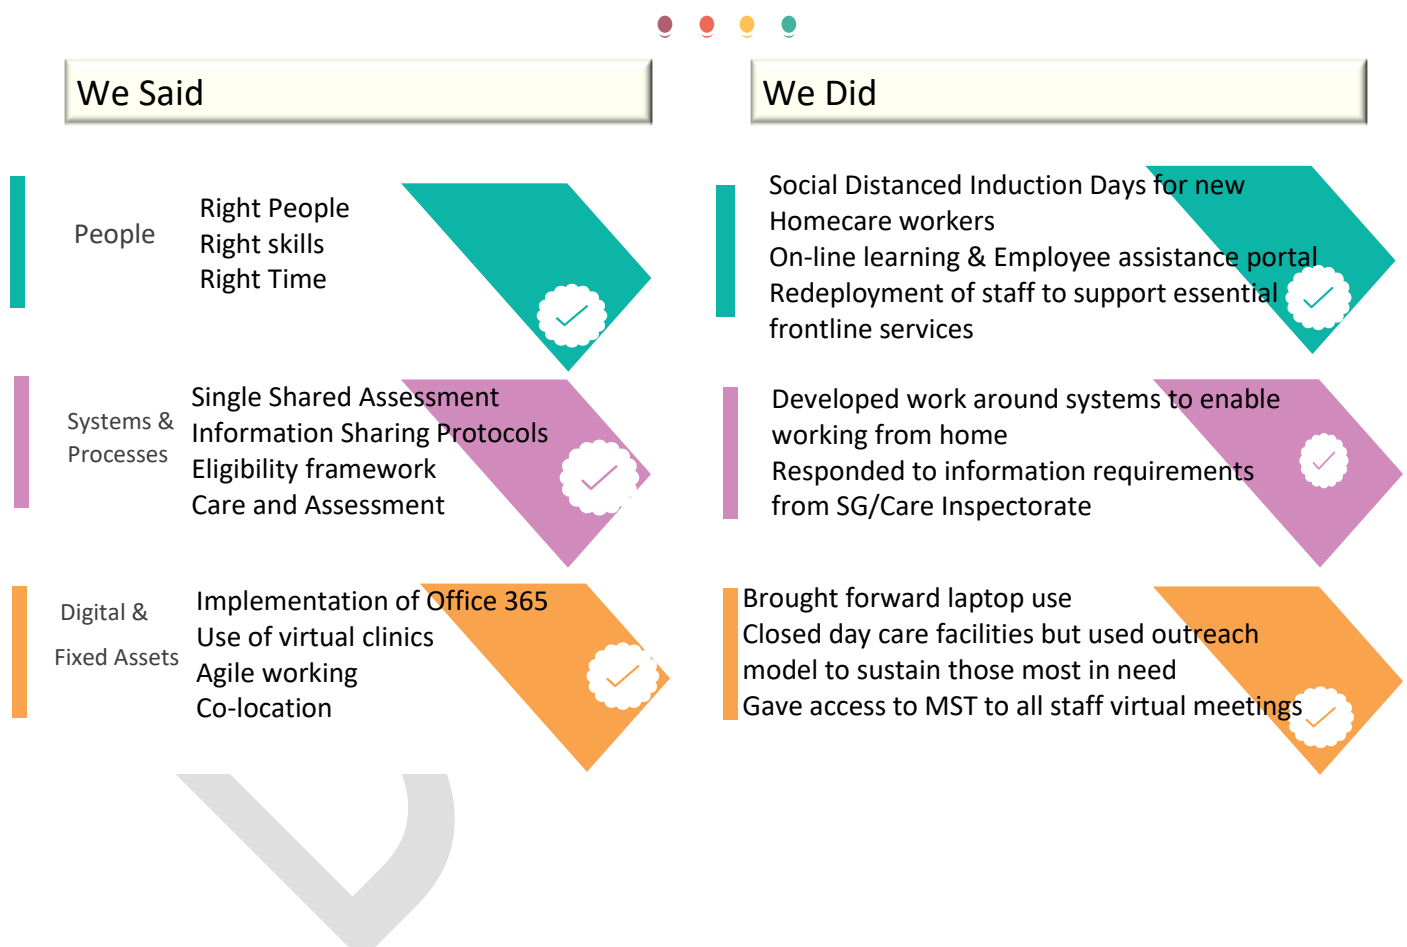 We Said
People
Right People
Right skills
Right Time
Systems &
Processes
Single Shared Assessment
Information Sharing Protocols
Eligibility framework
Care and Assessment
Digital &
Fixed Assets
Implementation of Office 365
Use of virtual clinics
Agile working
Co-location
We Did
Social Distanced Induction Days for new
Homecare workers
On-line learning & Employee assistance portal
Redeployment of staff to support essential
frontline services
Developed work around systems to enable
working from home
Responded to information requirements
from SG/Care Inspectorate
Brought forward laptop use
Closed day care facilities but used outreach
model to sustain those most in need
Gave access to MST to all staff virtual meetings